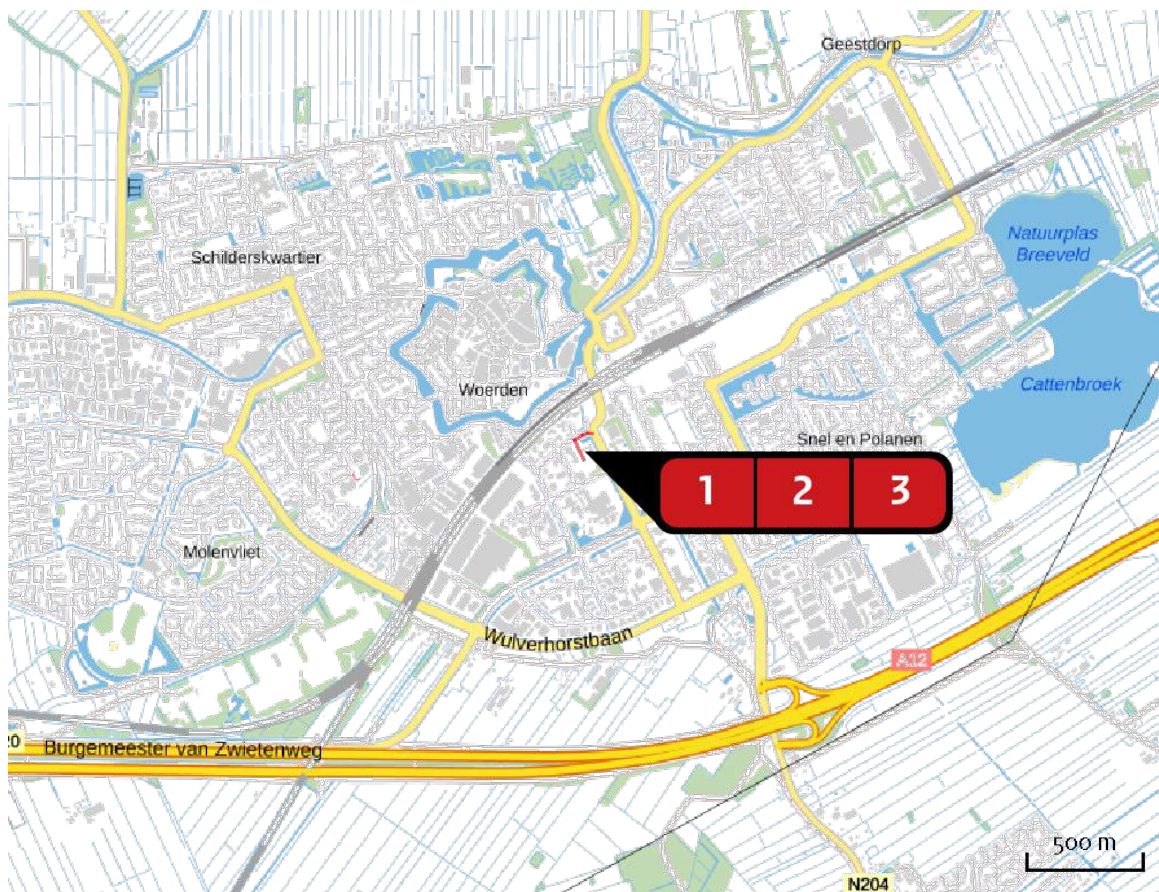 Geestdorp
Natuurplas
Breeveld
Schilderskwartier
Woerden
Cattenbroek
Snel en Polanen
1 2 3
Molenvliet
Wulverhorstbaan
A12
20 Burgemeester van Zwietenweg
500 m
N204